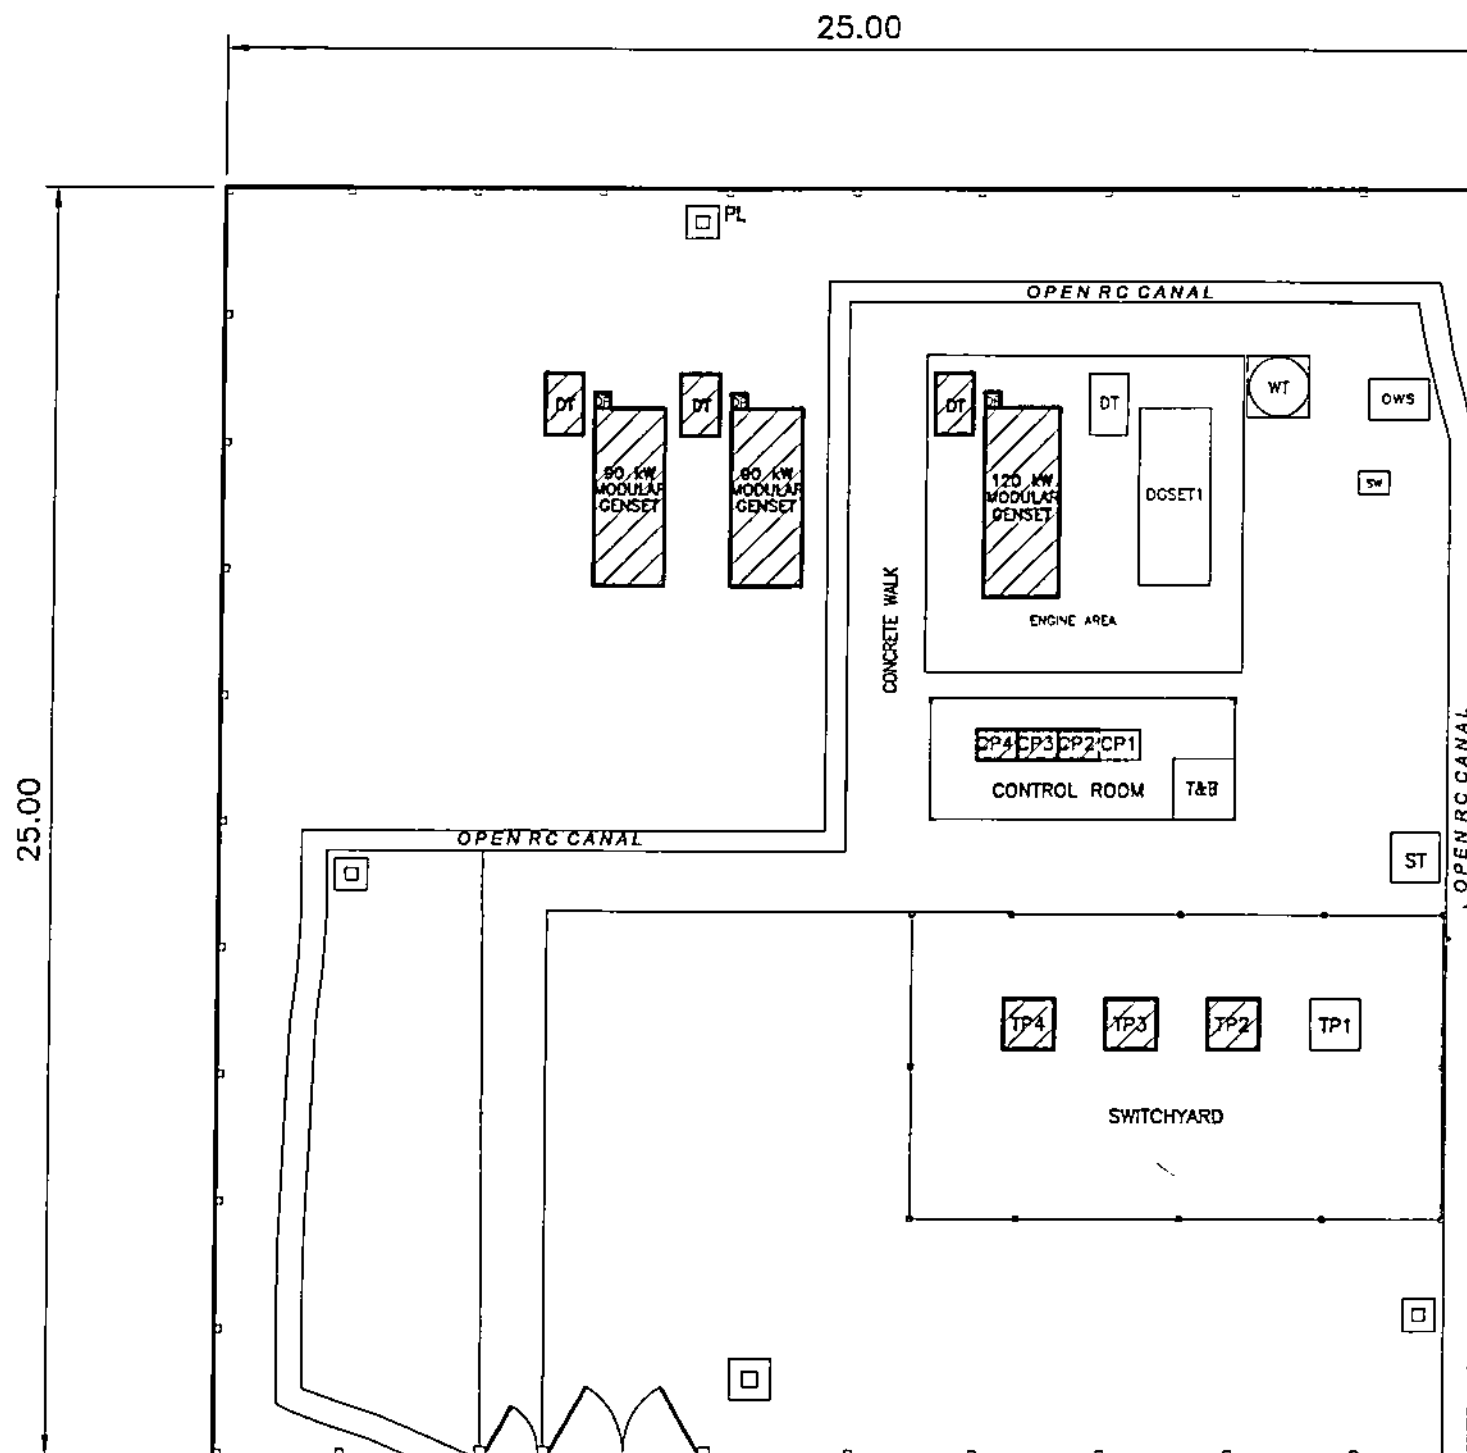 25.00
25.00
PL
OPEN RC CANAL
DT
DT
DT
DT
WT
OWS
SW
90 kW
MODULAR
GENSET
90 kW
MODULAR
GENSET
120 kW
MODULAR
GENSET
DGSET1
ENGINE AREA
CONCRETE WALK
CP4
CP3
CP2
CP1
CONTROL ROOM
T&B
OPEN RC CANAL
OPEN RC CANAL
ST
TP4
TP3
TP2
TP1
SWITCHYARD